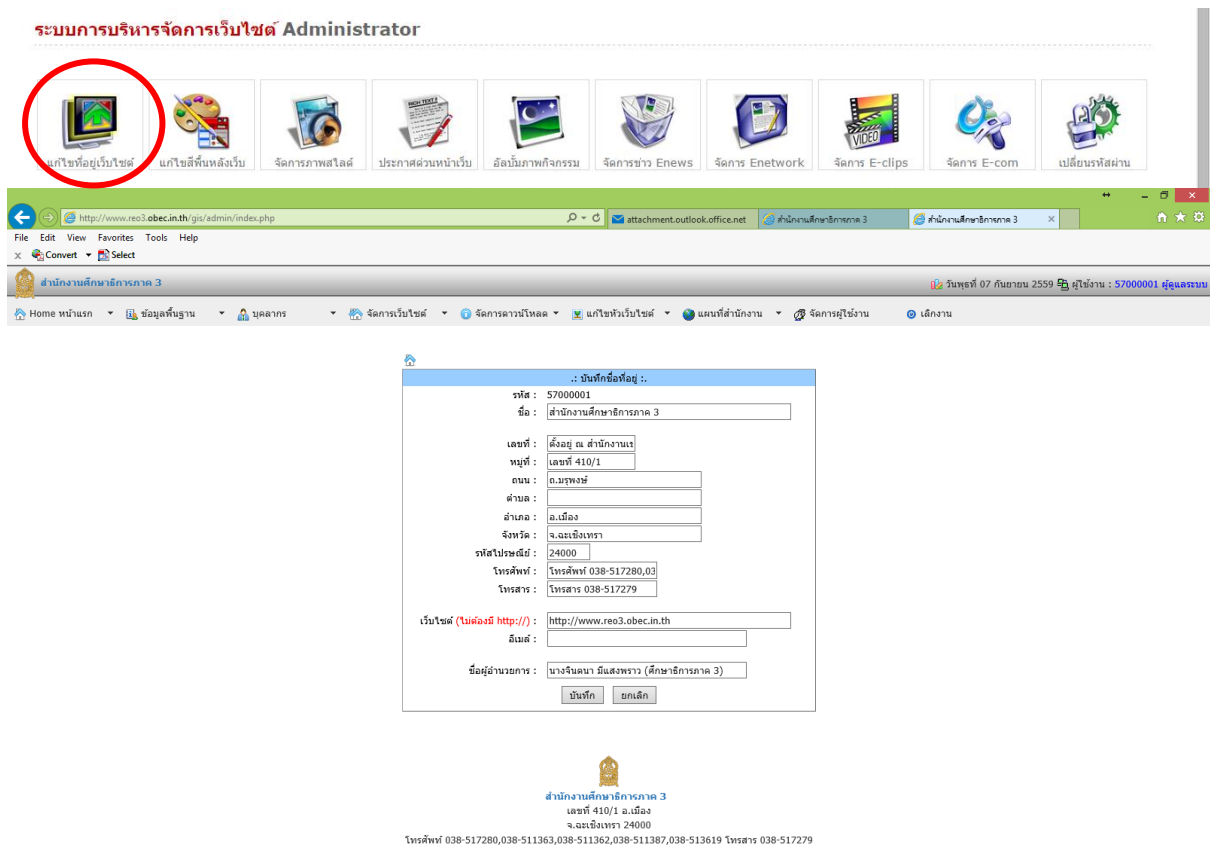 ระบบการบริหารจัดการเว็บไซต์ Administrator
แก้ไขที่อยู่เว็บไซต์ แก้ไขสีพื้นหลังเว็บ จัดการภาพสไลด์ ประกาศด่วนหน้าเว็บ อัลบั้มภาพกิจกรรม จัดการข่าว Enews จัดการ Enetwork จัดการ E-clips จัดการ E-com เปลี่ยนรหัสผ่าน
http://www.reo3.obec.in.th/gis/admin/index.php attachment.outlook.office.net สำนักงานศึกษาธิการภาค 3 สำนักงานศึกษาธิการภาค 3
File Edit View Favorites Tools Help
x Convert Select
สำนักงานศึกษาธิการภาค 3 วันพุธที่ 07 กันยายน 2559 ผู้ใช้งาน : 57000001 ผู้ดูแลระบบ
Home หน้าแรก ข้อมูลพื้นฐาน บุคลากร จัดการเว็บไซต์ จัดการดาวน์โหลด แก้ไขหัวเว็บไซต์ แผนที่สำนักงาน จัดการผู้ใช้งาน เลิกงาน
.: บันทึกชื่อที่อยู่ :.
รหัส : 57000001
ชื่อ : สำนักงานศึกษาธิการภาค 3
เลขที่ : ตั้งอยู่ ณ สำนักงานเข
หมู่ที่ : เลขที่ 410/1
ถนน : ถ.มรุพงษ์
ตำบล :
อำเภอ : อ.เมือง
จังหวัด : จ.ฉะเชิงเทรา
รหัสไปรษณีย์ : 24000
โทรศัพท์ : โทรศัพท์ 038-517280,03
โทรสาร : โทรสาร 038-517279
เว็บไซต์ (ไม่ต้องมี http://) : http://www.reo3.obec.in.th
อีเมล์ :
ชื่อผู้อำนวยการ : นางจินตนา มีแสงพราว (ศึกษาธิการภาค 3)
บันทึก ยกเลิก
สำนักงานศึกษาธิการภาค 3
เลขที่ 410/1 อ.เมือง
จ.ฉะเชิงเทรา 24000
โทรศัพท์ 038-517280,038-511363,038-511362,038-511387,038-513619 โทรสาร 038-517279